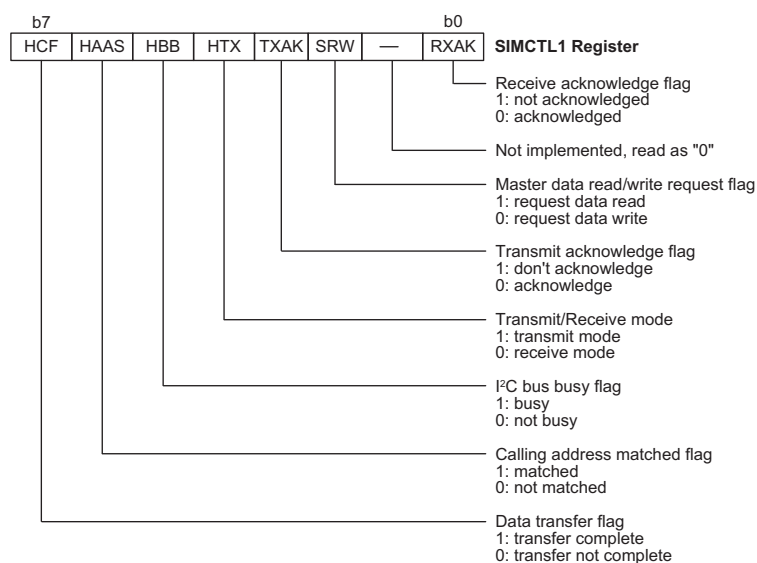 b7 b0
HCF HAAS HBB HTX TXAK SRW — RXAK SIMCTL1 Register
Receive acknowledge flag
1: not acknowledged
0: acknowledged
Not implemented, read as "0"
Master data read/write request flag
1: request data read
0: request data write
Transmit acknowledge flag
1: don't acknowledge
0: acknowledge
Transmit/Receive mode
1: transmit mode
0: receive mode
I²C bus busy flag
1: busy
0: not busy
Calling address matched flag
1: matched
0: not matched
Data transfer flag
1: transfer complete
0: transfer not complete